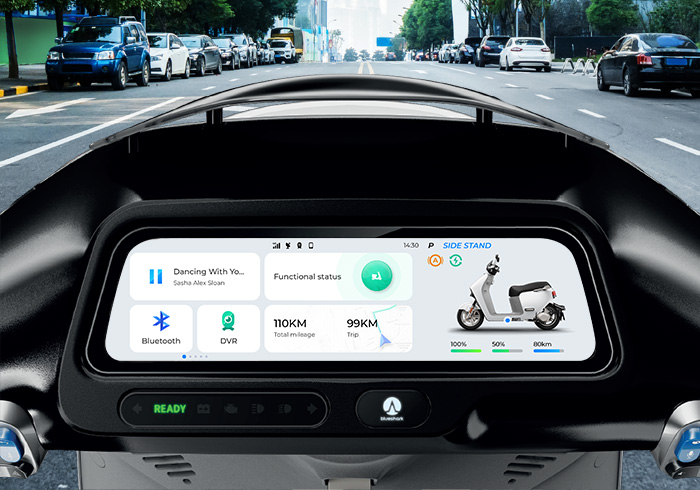 14:30 P SIDE STAND
Dancing With Yo...
Sasha Alex Sloan
Functional status
Bluetooth
DVR
110KM
Total mileage
99KM
Trip
100% 50% 80km
READY
blueshark